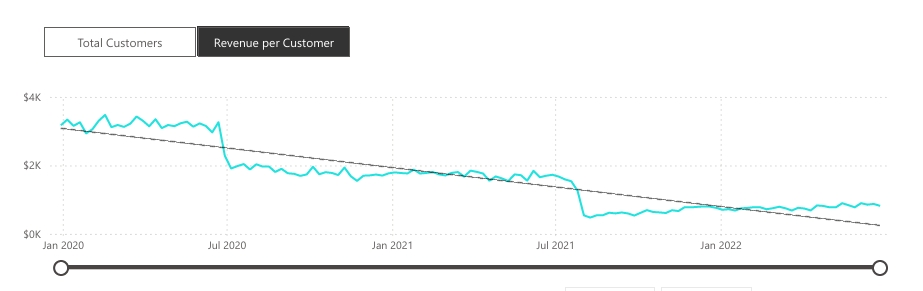 Total Customers
Revenue per Customer
$4K
$2K
$0K
Jan 2020
Jul 2020
Jan 2021
Jul 2021
Jan 2022